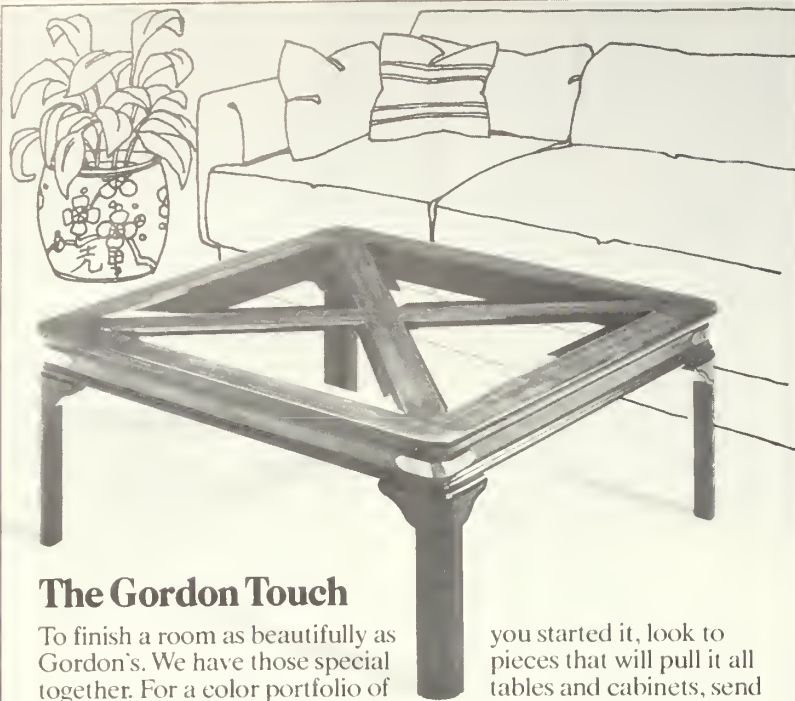 The Gordon Touch
To finish a room as beautifully as you started it, look to
Gordon's. We have those special pieces that will pull it all
together. For a color portfolio of tables and cabinets, send